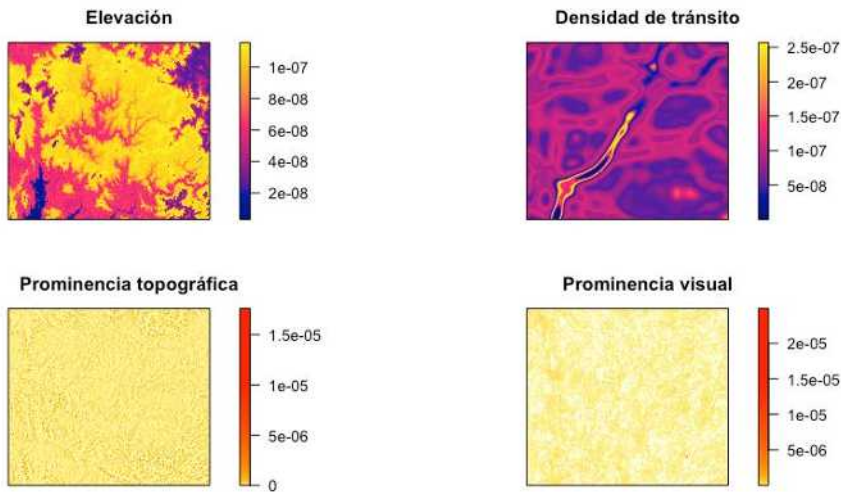 Elevación
1e-07
8e-08
6e-08
4e-08
2e-08
Densidad de tránsito
2.5e-07
2e-07
1.5e-07
1e-07
5e-08
Prominencia topográfica
1.5e-05
1e-05
5e-06
0
Prominencia visual
2e-05
1.5e-05
1e-05
5e-06